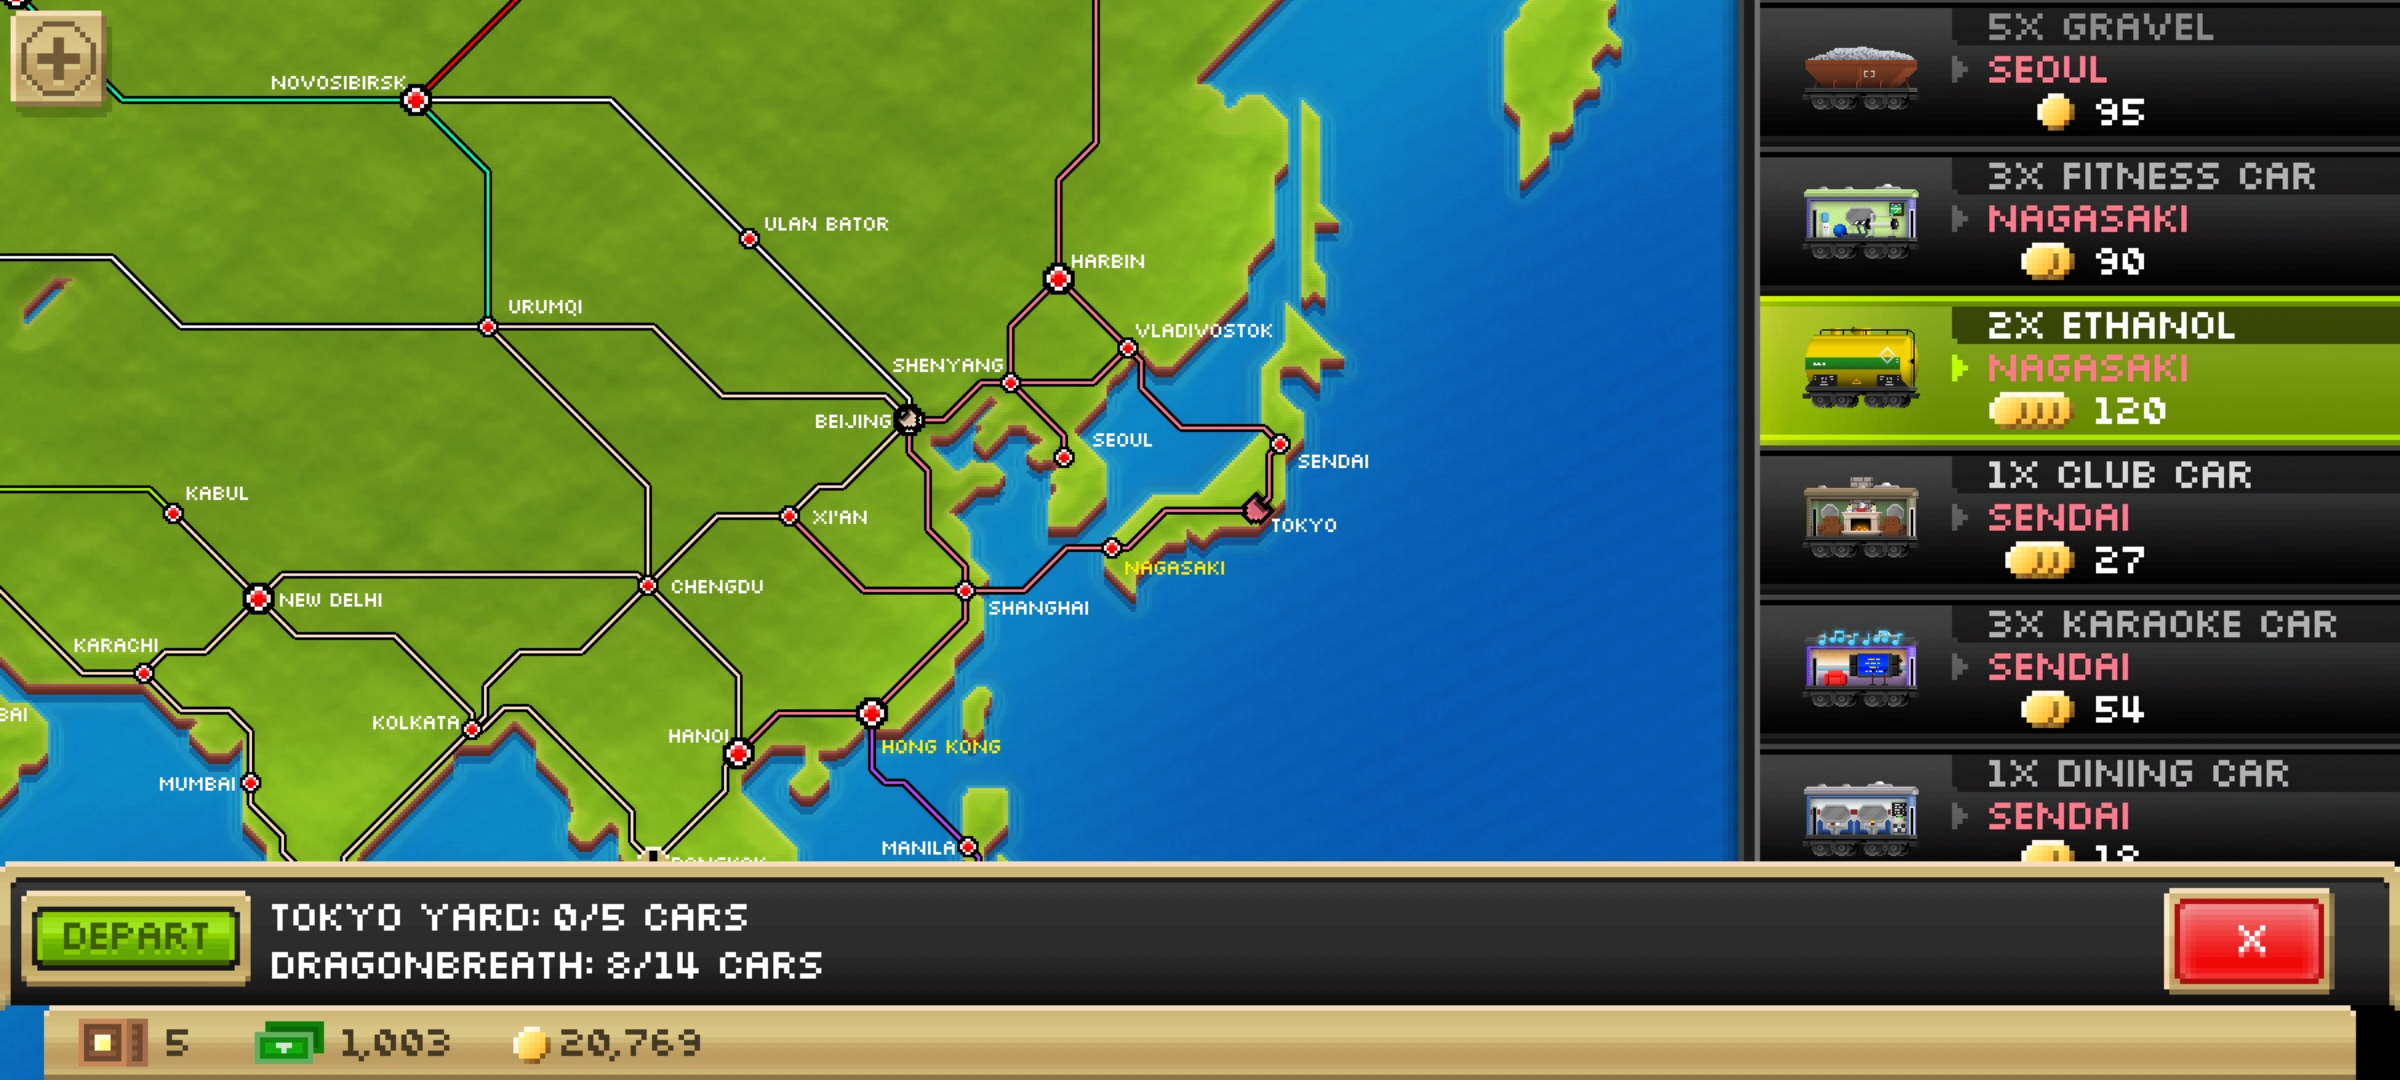 NOVOSIBIRSK
ULAN BATOR
HARBIN
URUMQI
VLADIVOSTOK
SHENYANG
BEIJING
SEOUL
SENDAI
KABUL
XI'AN
TOKYO
NAGASAKI
CHENGDU
NEW DELHI
SHANGHAI
KARACHI
BAI
KOLKATA
HANOI
HONG KONG
MUMBAI
MANILA
5X GRAVEL
SEOUL
95
3X FITNESS CAR
NAGASAKI
90
2X ETHANOL
NAGASAKI
120
1X CLUB CAR
SENDAI
27
3X KARAOKE CAR
SENDAI
54
1X DINING CAR
SENDAI
DEPART
TOKYO YARD: 0/5 CARS
DRAGONBREATH: 8/14 CARS
X
5
1,003
20,769